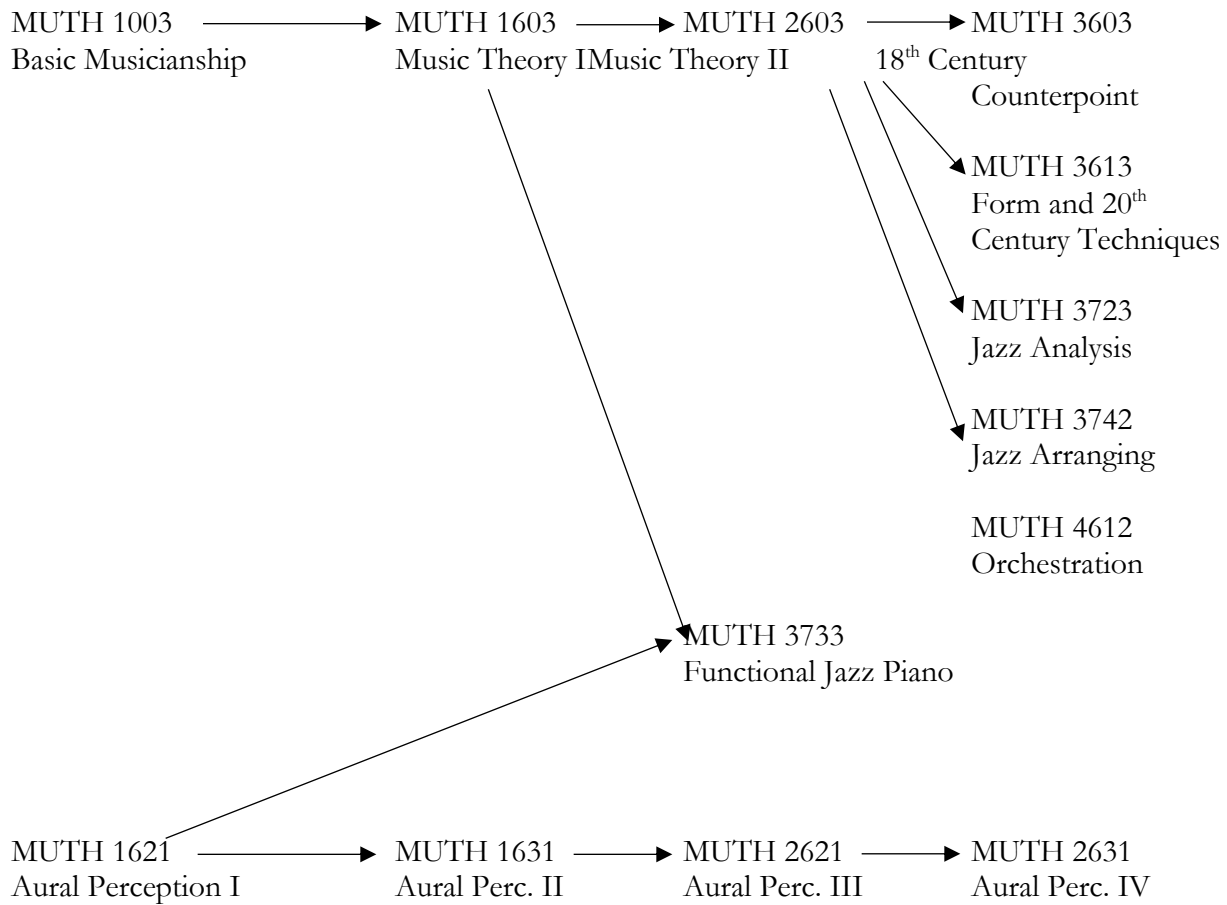 MUTH 1003 MUTH 1603 MUTH 2603 MUTH 3603
Basic Musicianship Music Theory IMusic Theory II 18th Century
Counterpoint
MUTH 3613
Form and 20th
Century Techniques
MUTH 3723
Jazz Analysis
MUTH 3742
Jazz Arranging
MUTH 4612
Orchestration
MUTH 3733
Functional Jazz Piano
MUTH 1621 MUTH 1631 MUTH 2621 MUTH 2631
Aural Perception I Aural Perc. II Aural Perc. III Aural Perc. IV